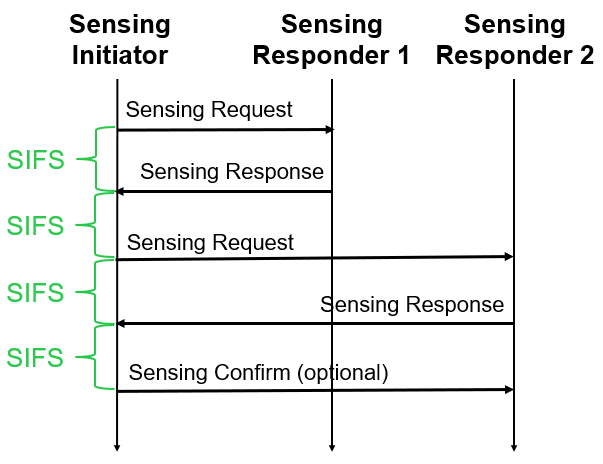 Sensing
Initiator
Sensing
Responder 1
Sensing
Responder 2
Sensing Request
SIFS
Sensing Response
SIFS
Sensing Request
SIFS
Sensing Response
SIFS
Sensing Confirm (optional)